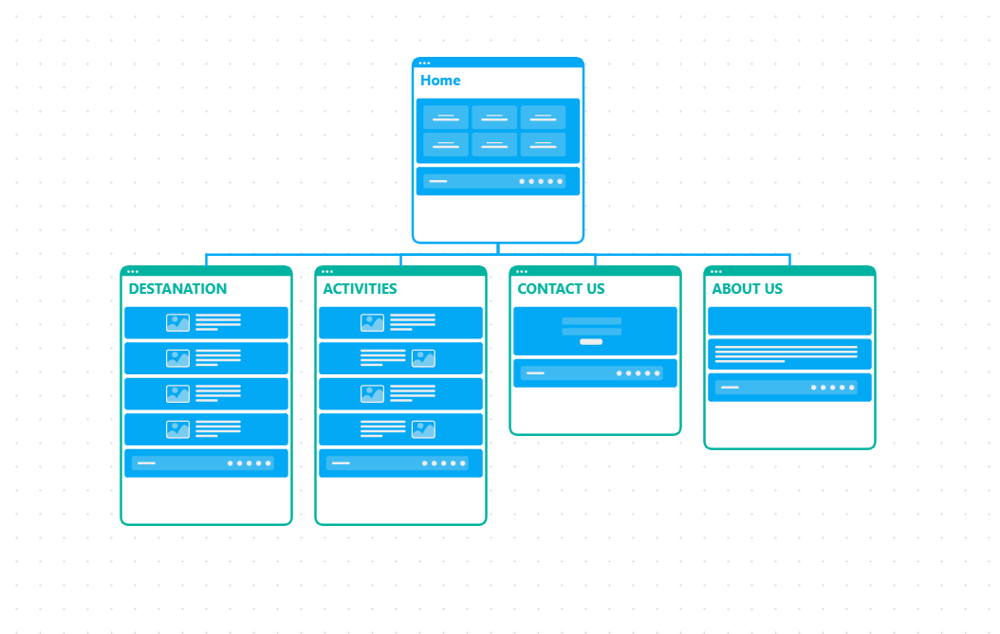 Home
DESTANATION
ACTIVITIES
CONTACT US
ABOUT US